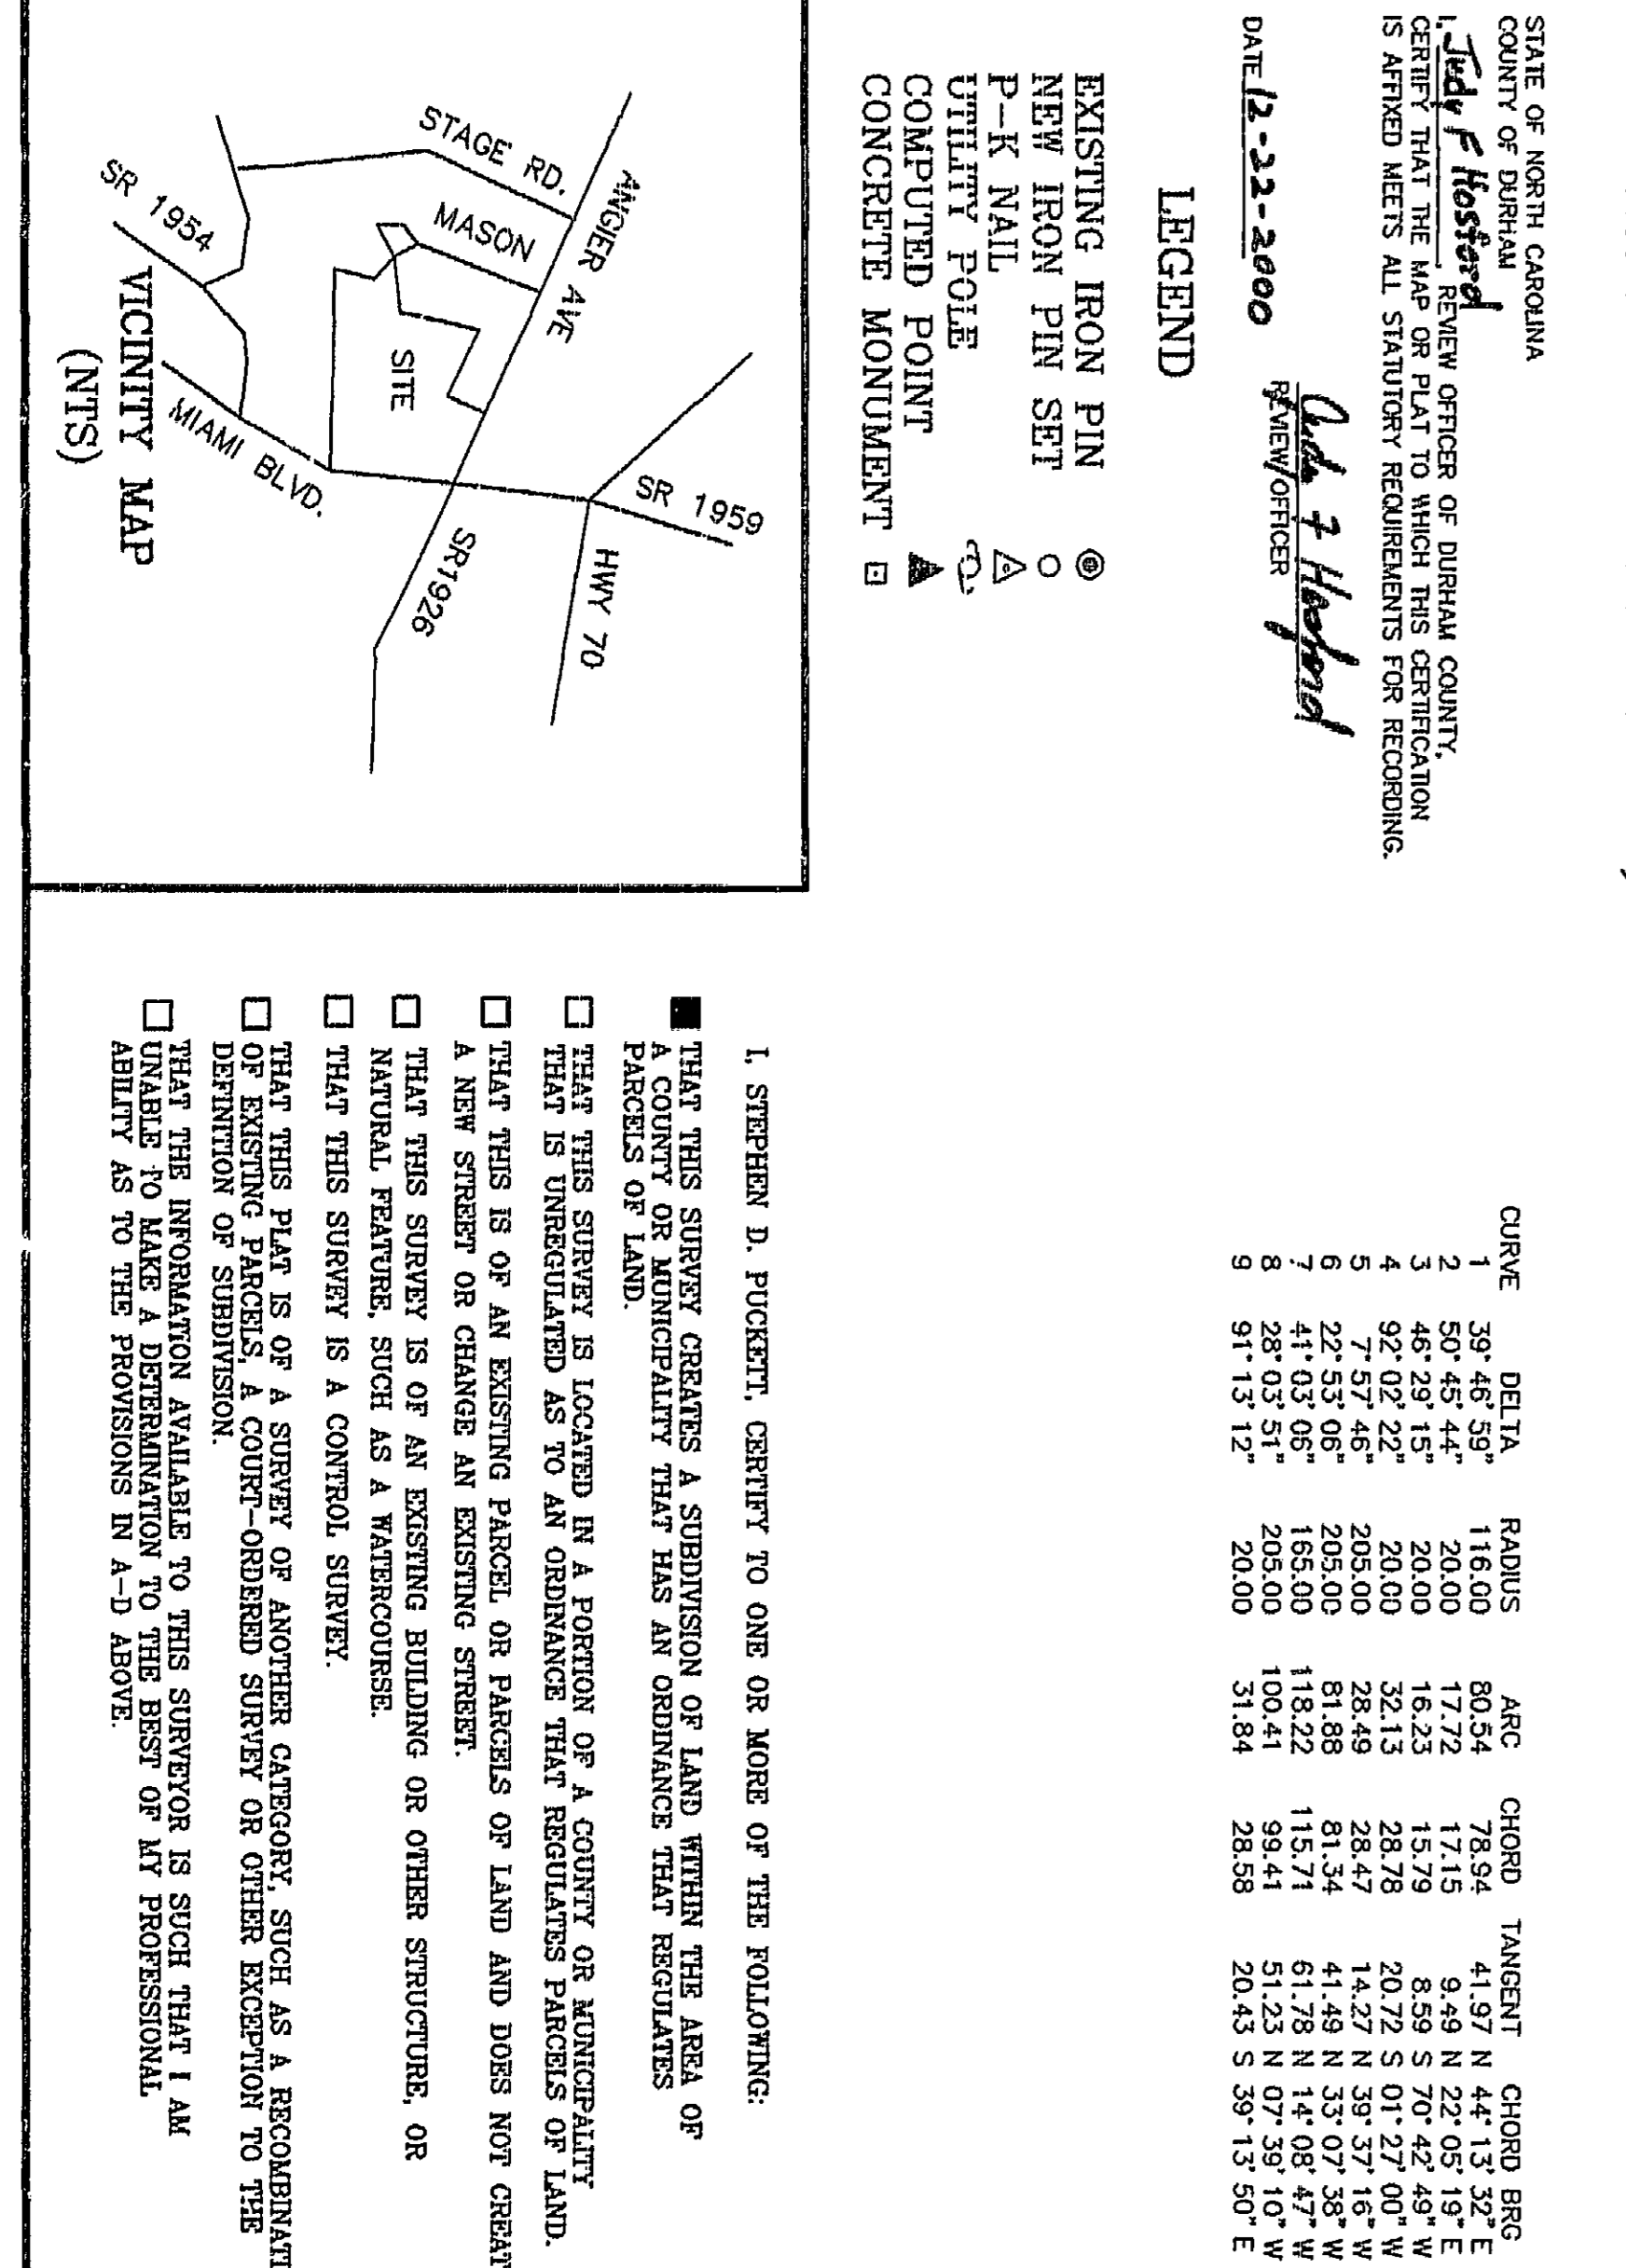 STATE OF NORTH CAROLINA
COUNTY OF DURHAM
I, Judy F Hosford, REVIEW OFFICER OF DURHAM COUNTY,
CERTIFY THAT THE MAP OR PLAT TO WHICH THIS CERTIFICATION
IS AFFIXED MEETS ALL STATUTORY REQUIREMENTS FOR RECORDING.
DATE 12-22-2000
REVIEW OFFICER
LEGEND
EXISTING IRON PIN
NEW IRON PIN SET
P-K NAIL
UTILITY POLE
COMPUTED POINT
CONCRETE MONUMENT
ANGIER AVE
STAGE RD.
MASON
SITE
SR 1959
HWY 70
SR1926
SR 1954
MIAMI BLVD.
VICINITY MAP
(NTS)
CURVE DELTA RADIUS ARC CHORD TANGENT CHORD BRG
1 39° 46' 59" 116.00 80.54 78.94 41.97 N 44° 13' 32" E
2 50° 45' 44" 20.00 17.72 17.15 9.49 N 22° 05' 19" E
3 46° 29' 15" 20.00 16.23 15.79 8.59 S 70° 42' 49" W
4 92° 02' 22" 20.00 32.13 28.78 20.72 S 01° 27' 00" W
5 7° 57' 46" 205.00 28.49 28.47 14.27 N 39° 37' 16" W
6 22° 53' 06" 205.00 81.88 81.34 41.49 N 33° 07' 38" W
7 41° 03' 06" 165.00 118.22 115.71 61.78 N 14° 08' 47" W
8 28° 03' 51" 205.00 100.41 99.41 51.23 N 07° 39' 10" W
9 91° 13' 12" 20.00 31.84 28.58 20.43 S 39° 13' 50" E
I, STEPHEN D. PUCKETT, CERTIFY TO ONE OR MORE OF THE FOLLOWING:
THAT THIS SURVEY CREATES A SUBDIVISION OF LAND WITHIN THE AREA OF
A COUNTY OR MUNICIPALITY THAT HAS AN ORDINANCE THAT REGULATES
PARCELS OF LAND.
THAT THIS SURVEY IS LOCATED IN A PORTION OF A COUNTY OR MUNICIPALITY
THAT IS UNREGULATED AS TO AN ORDINANCE THAT REGULATES PARCELS OF LAND.
THAT THIS IS OF AN EXISTING PARCEL OR PARCELS OF LAND AND DOES NOT CREAT
A NEW STREET OR CHANGE AN EXISTING STREET.
THAT THIS SURVEY IS OF AN EXISTING BUILDING OR OTHER STRUCTURE, OR
NATURAL FEATURE, SUCH AS A WATERCOURSE.
THAT THIS SURVEY IS A CONTROL SURVEY.
THAT THIS PLAT IS OF A SURVEY OF ANOTHER CATEGORY, SUCH AS A RECOMBINATI
OF EXISTING PARCELS, A COURT-ORDERED SURVEY OR OTHER EXCEPTION TO THE
DEFINITION OF SUBDIVISION.
THAT THE INFORMATION AVAILABLE TO THIS SURVEYOR IS SUCH THAT I AM
UNABLE TO MAKE A DETERMINATION TO THE BEST OF MY PROFESSIONAL
ABILITY AS TO THE PROVISIONS IN A-D ABOVE.